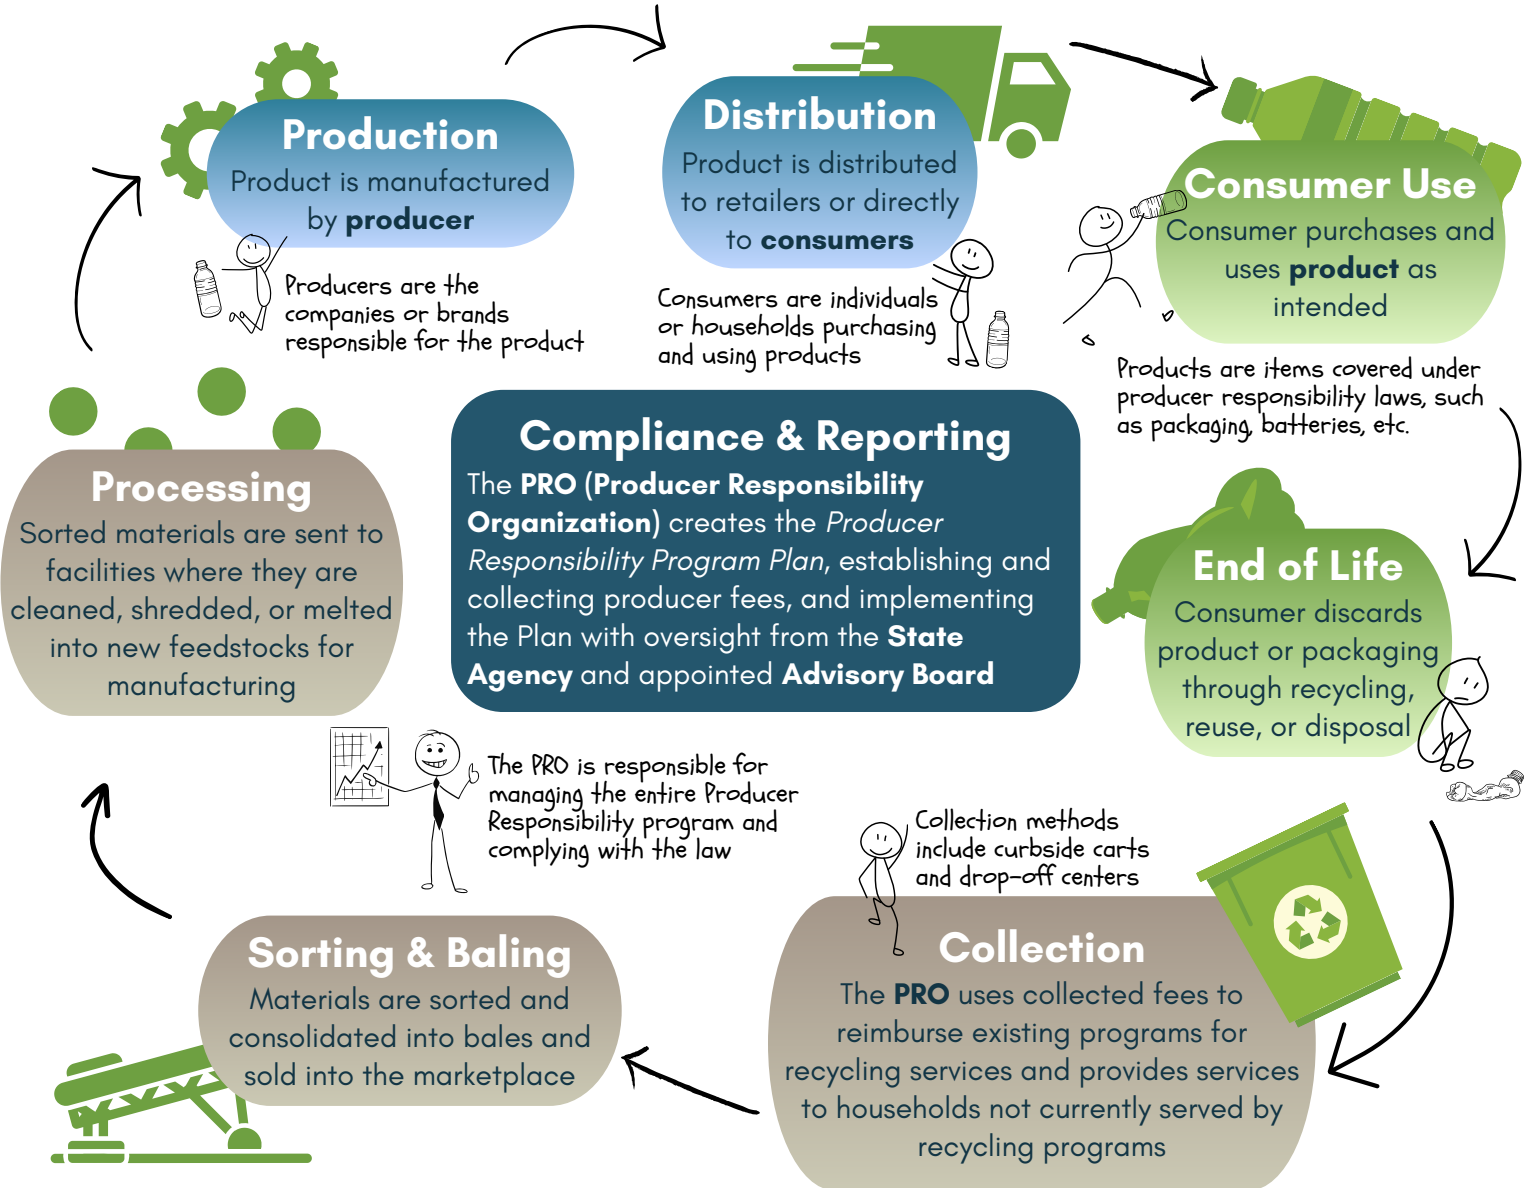 Production
Product is manufactured
by producer
Producers are the
companies or brands
responsible for the product
Distribution
Product is distributed
to retailers or directly
to consumers
Consumers are individuals
or households purchasing
and using products
Consumer Use
Consumer purchases and
uses product as
intended
Products are items covered under
producer responsibility laws, such
as packaging, batteries, etc.
Compliance & Reporting
The PRO (Producer Responsibility
Organization) creates the Producer
Responsibility Program Plan, establishing and
collecting producer fees, and implementing
the Plan with oversight from the State
Agency and appointed Advisory Board
The PRO is responsible for
managing the entire Producer
Responsibility program and
complying with the law
End of Life
Consumer discards
product or packaging
through recycling,
reuse, or disposal
Collection methods
include curbside carts
and drop-off centers
Collection
The PRO uses collected fees to
reimburse existing programs for
recycling services and provides services
to households not currently served by
recycling programs
Sorting & Baling
Materials are sorted and
consolidated into bales and
sold into the marketplace
Processing
Sorted materials are sent to
facilities where they are
cleaned, shredded, or melted
into new feedstocks for
manufacturing